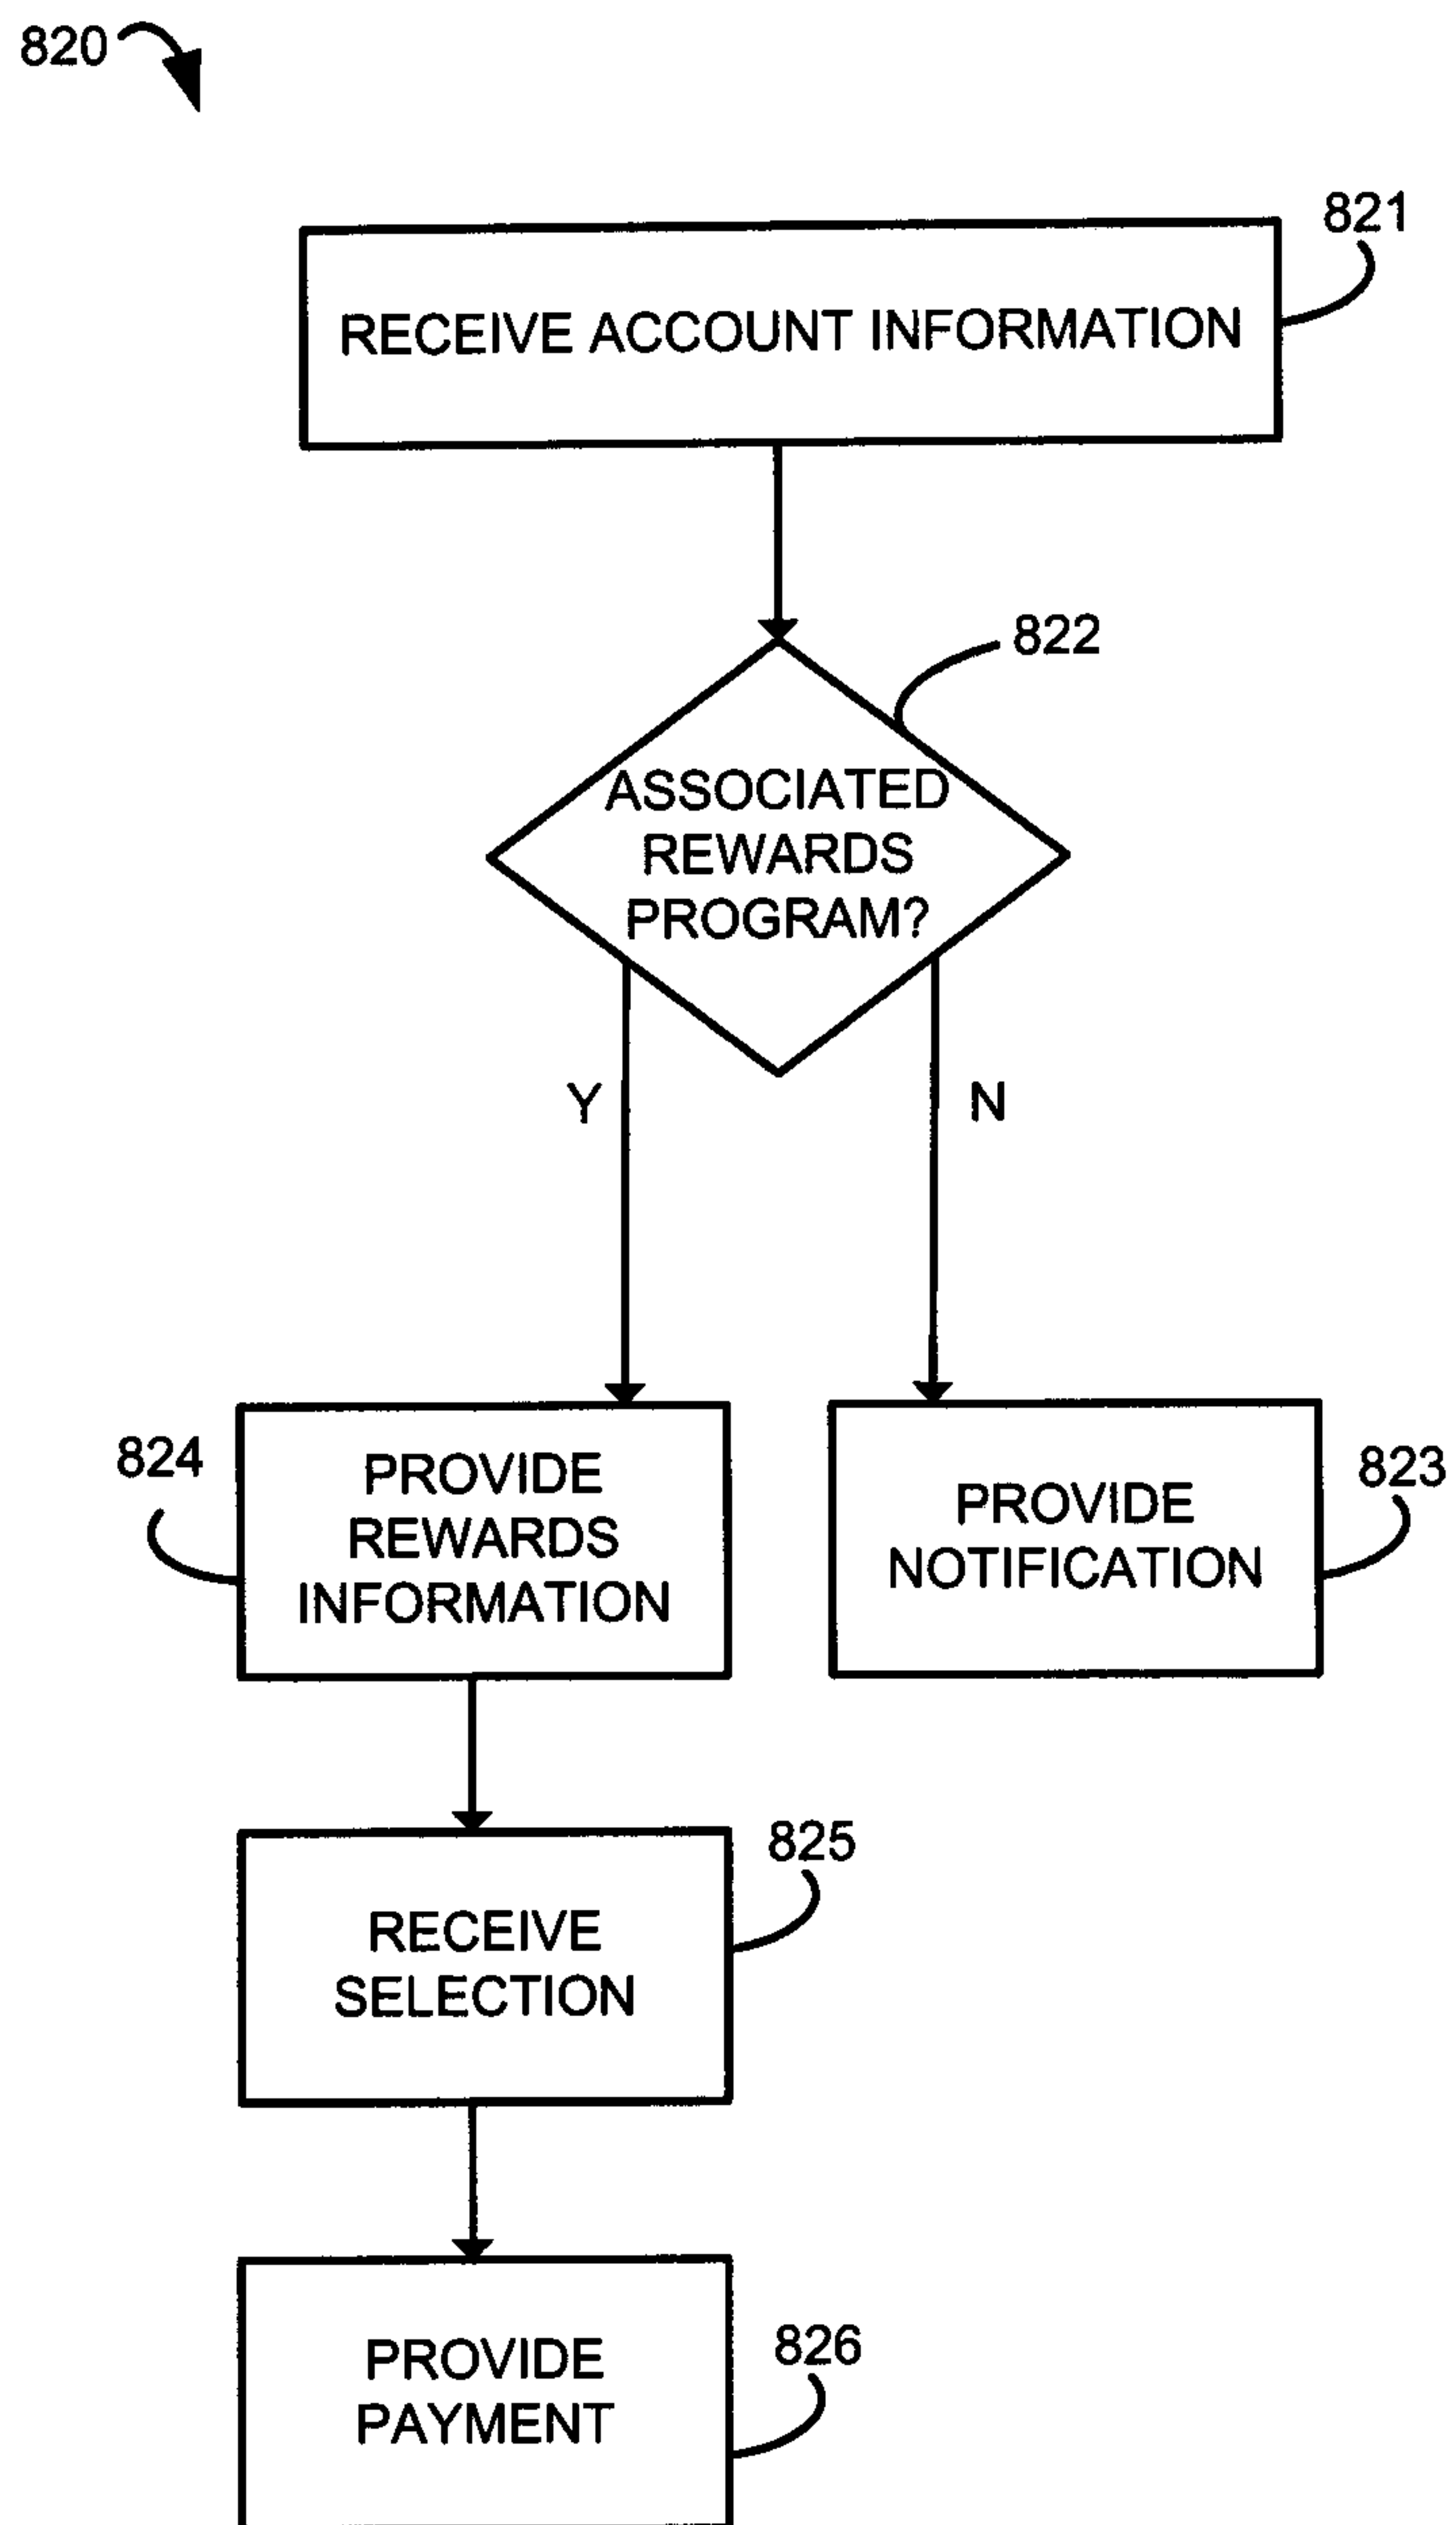 820
821
RECEIVE ACCOUNT INFORMATION
822
ASSOCIATED
REWARDS
PROGRAM?
Y
N
824
PROVIDE
REWARDS
INFORMATION
PROVIDE
NOTIFICATION
823
825
RECEIVE
SELECTION
826
PROVIDE
PAYMENT